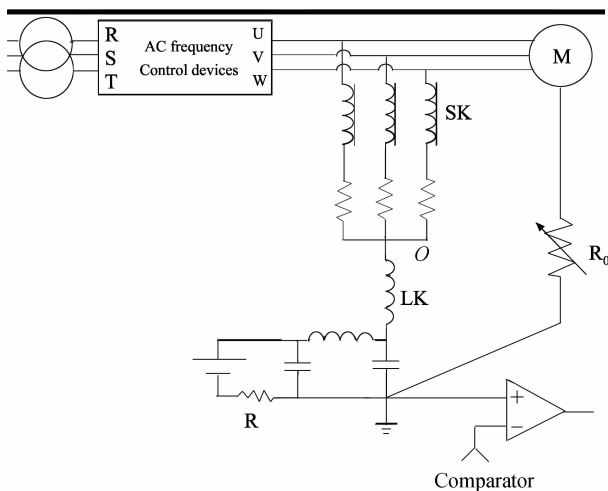 R
S
T
AC frequency
Control devices
U
V
W
M
SK
O
R0
LK
R
+
−
Comparator